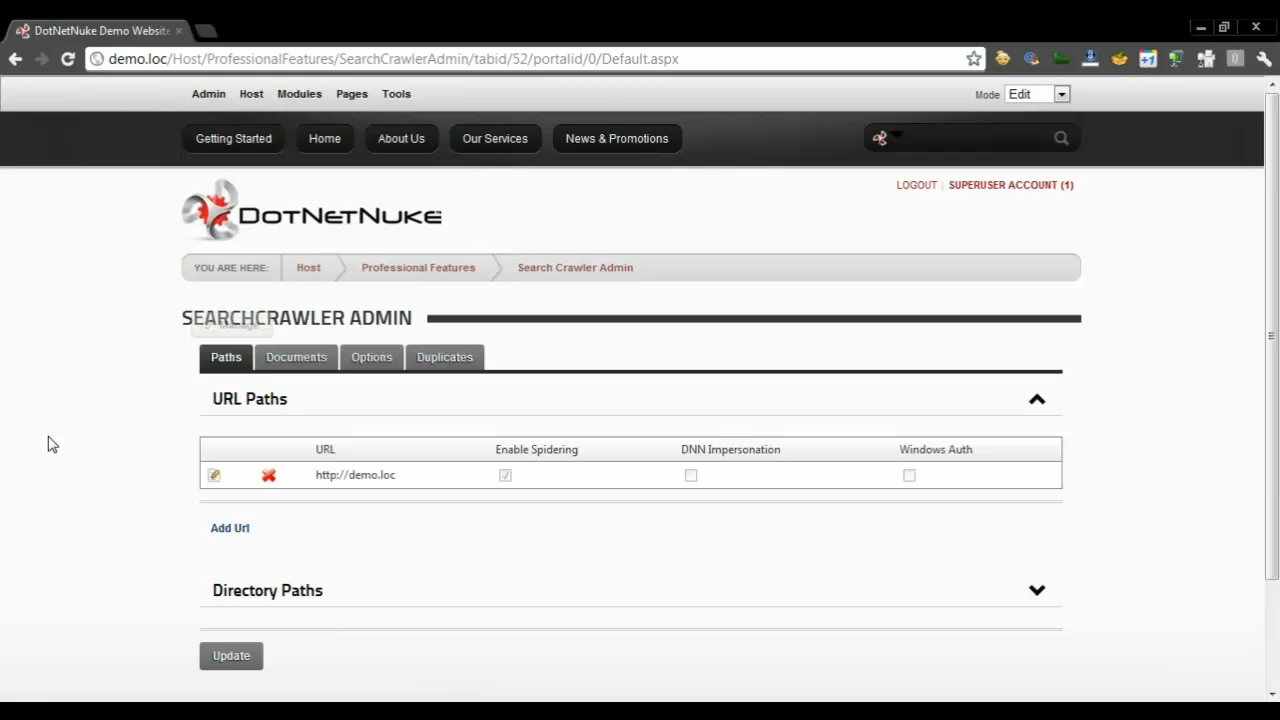 DotNetNuke Demo Website
demo.loc/Host/ProfessionalFeatures/SearchCrawlerAdmin/tabid/52/portalid/0/Default.aspx
Admin Host Modules Pages Tools
Mode Edit
Getting Started Home About Us Our Services News & Promotions
LOGOUT | SUPERUSER ACCOUNT (1)
DOTNETNUKE
YOU ARE HERE: Host Professional Features Search Crawler Admin
SEARCHCRAWLER ADMIN
Manage
Paths Documents Options Duplicates
URL Paths
URL Enable Spidering DNN Impersonation Windows Auth
http://demo.loc
Add Url
Directory Paths
Update